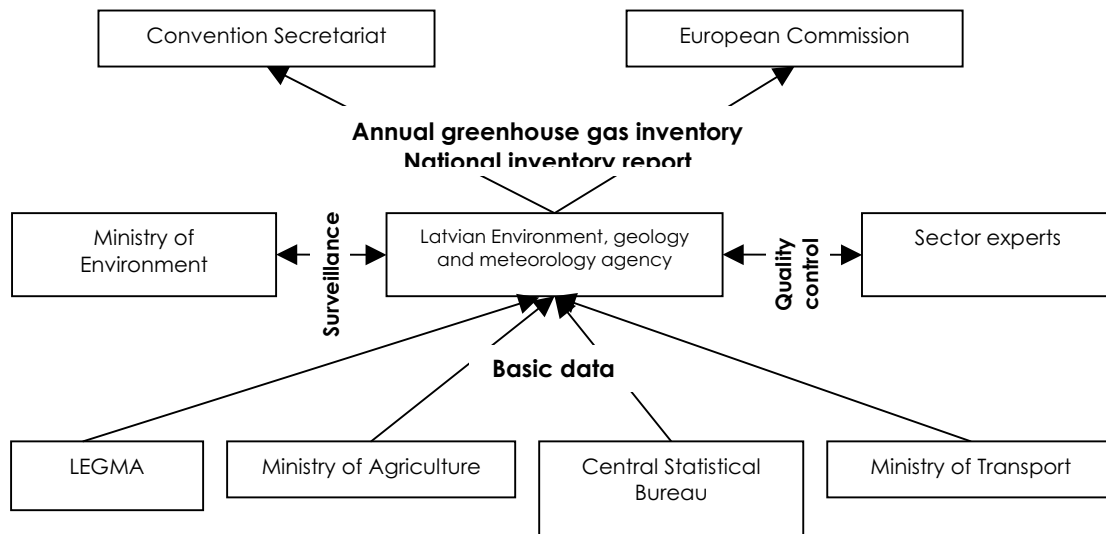 Convention Secretariat
European Commission
Annual greenhouse gas inventory
National inventory report
Ministry of
Environment
Surveillance
Latvian Environment, geology
and meteorology agency
Quality
control
Sector experts
Basic data
LEGMA
Ministry of Agriculture
Central Statistical
Bureau
Ministry of Transport